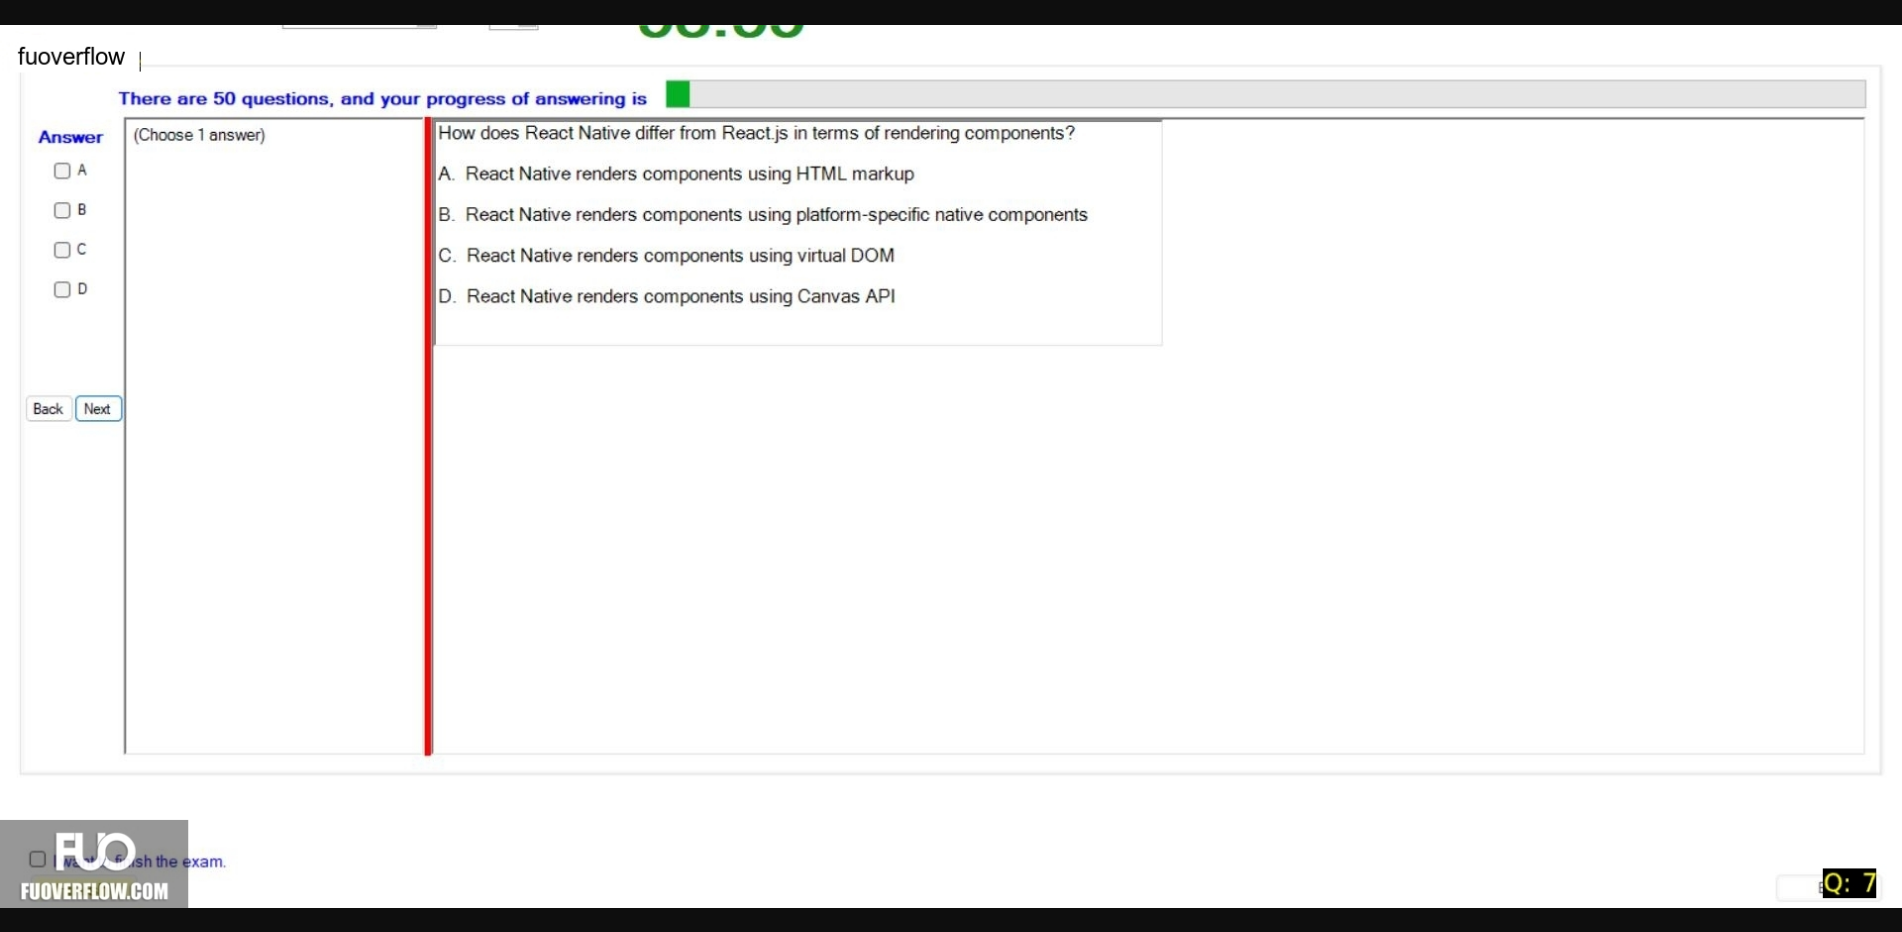 fuoverflow
There are 50 questions, and your progress of answering is
Answer
(Choose 1 answer)
A
B
C
D
Back
Next
How does React Native differ from React.js in terms of rendering components?
A. React Native renders components using HTML markup
B. React Native renders components using platform-specific native components
C. React Native renders components using virtual DOM
D. React Native renders components using Canvas API
the exam.
FUO
FUOVERFLOW.COM
Q: 7